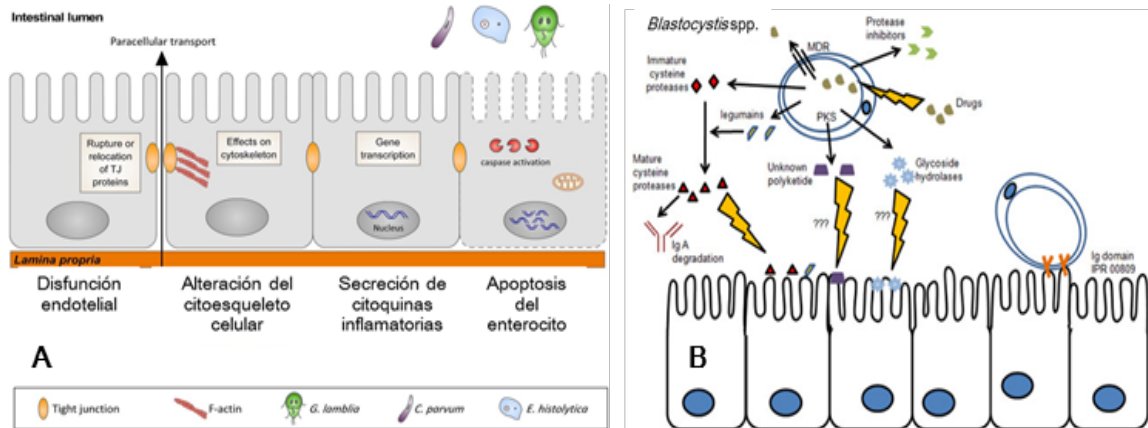 Intestinal lumen
Paracellular transport
Rupture or
relocation
of TJ
proteins
Effects on
cytoskeleton
Gene
transcription
caspase activation
Nucleus
Lamina propria
Disfunción
endotelial
Alteración del
citoesqueleto
celular
Secreción de
citoquinas
inflamatorias
Apoptosis
del
enterocito
A
Tight junction
F-actin
G. lamblia
C. parvum
E. histolytica
Blastocystis spp.
MDR
Protease
inhibitors
Immature
cysteine
proteases
Drugs
legumains
PKS
Mature
cysteine
proteases
Unknown
polyketide
Glycoside
hydrolases
???
???
Ig A
degradation
Ig domain
IPR 00809
B